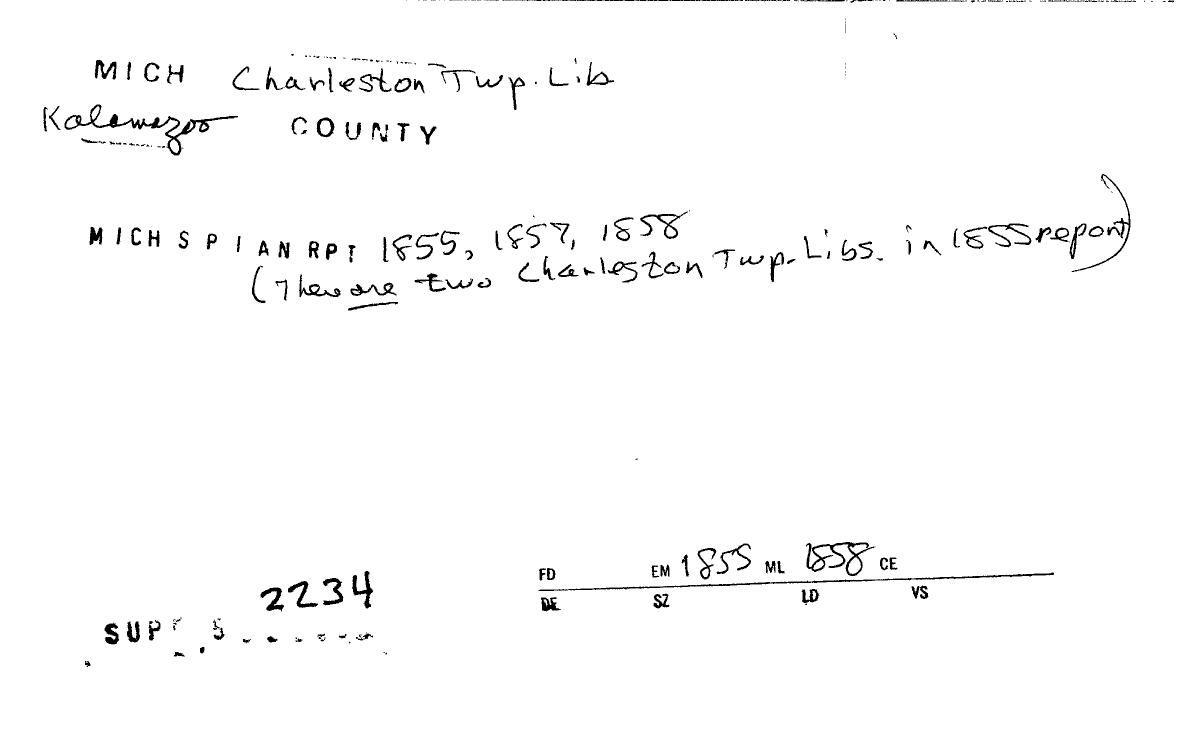 MICH Charleston Twp. Lib
Kalamazoo COUNTY
MICH S P I AN RPT 1855, 1857, 1858
(There are two Charleston Twp. Libs. in 1855 report)
2234
FD EM 1855 ML 1858 CE
DE SZ LD VS
SUP